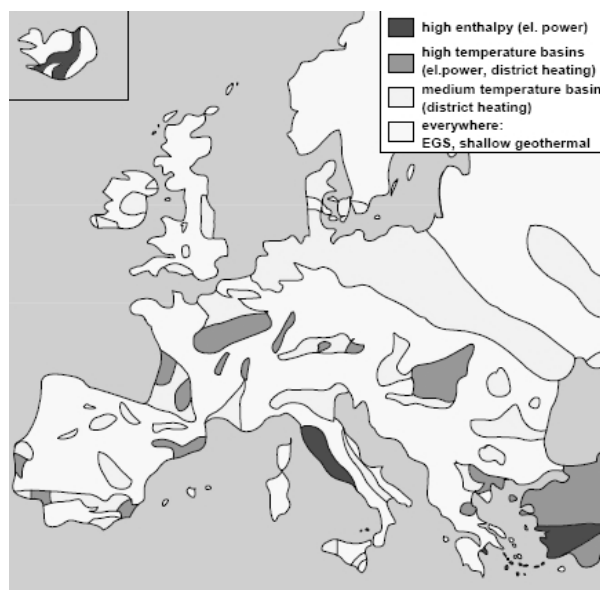 high enthalpy (el. power)
high temperature basins
(el.power, district heating)
medium temperature basin
(district heating)
everywhere:
EGS, shallow geothermal